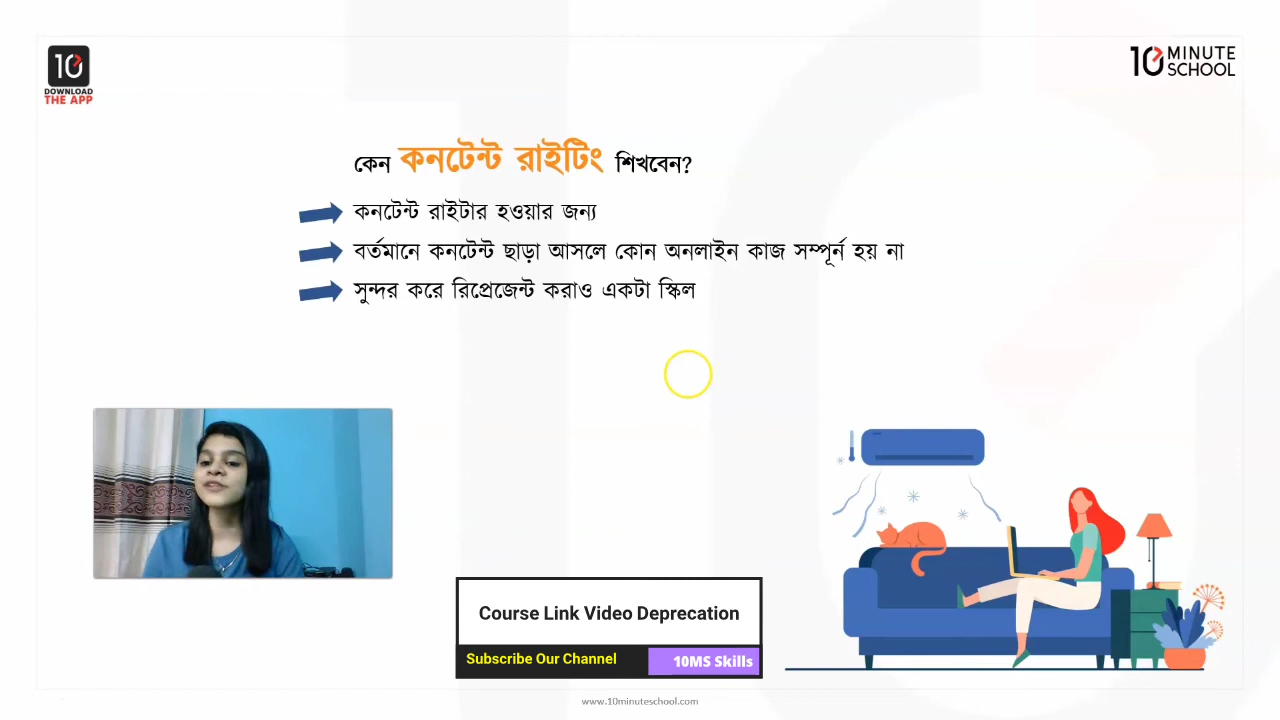 10
DOWNLOAD
THE APP
10 MINUTE
SCHOOL
কেন কনটেন্ট রাইটিং শিখবেন?
কনটেন্ট রাইটার হওয়ার জন্য
বর্তমানে কনটেন্ট ছাড়া আসলে কোন অনলাইন কাজ সম্পূর্ন হয় না
সুন্দর করে রিপ্রেজেন্ট করাও একটা স্কিল
Course Link Video Deprecation
Subscribe Our Channel
10MS Skills
www.10minuteschool.com